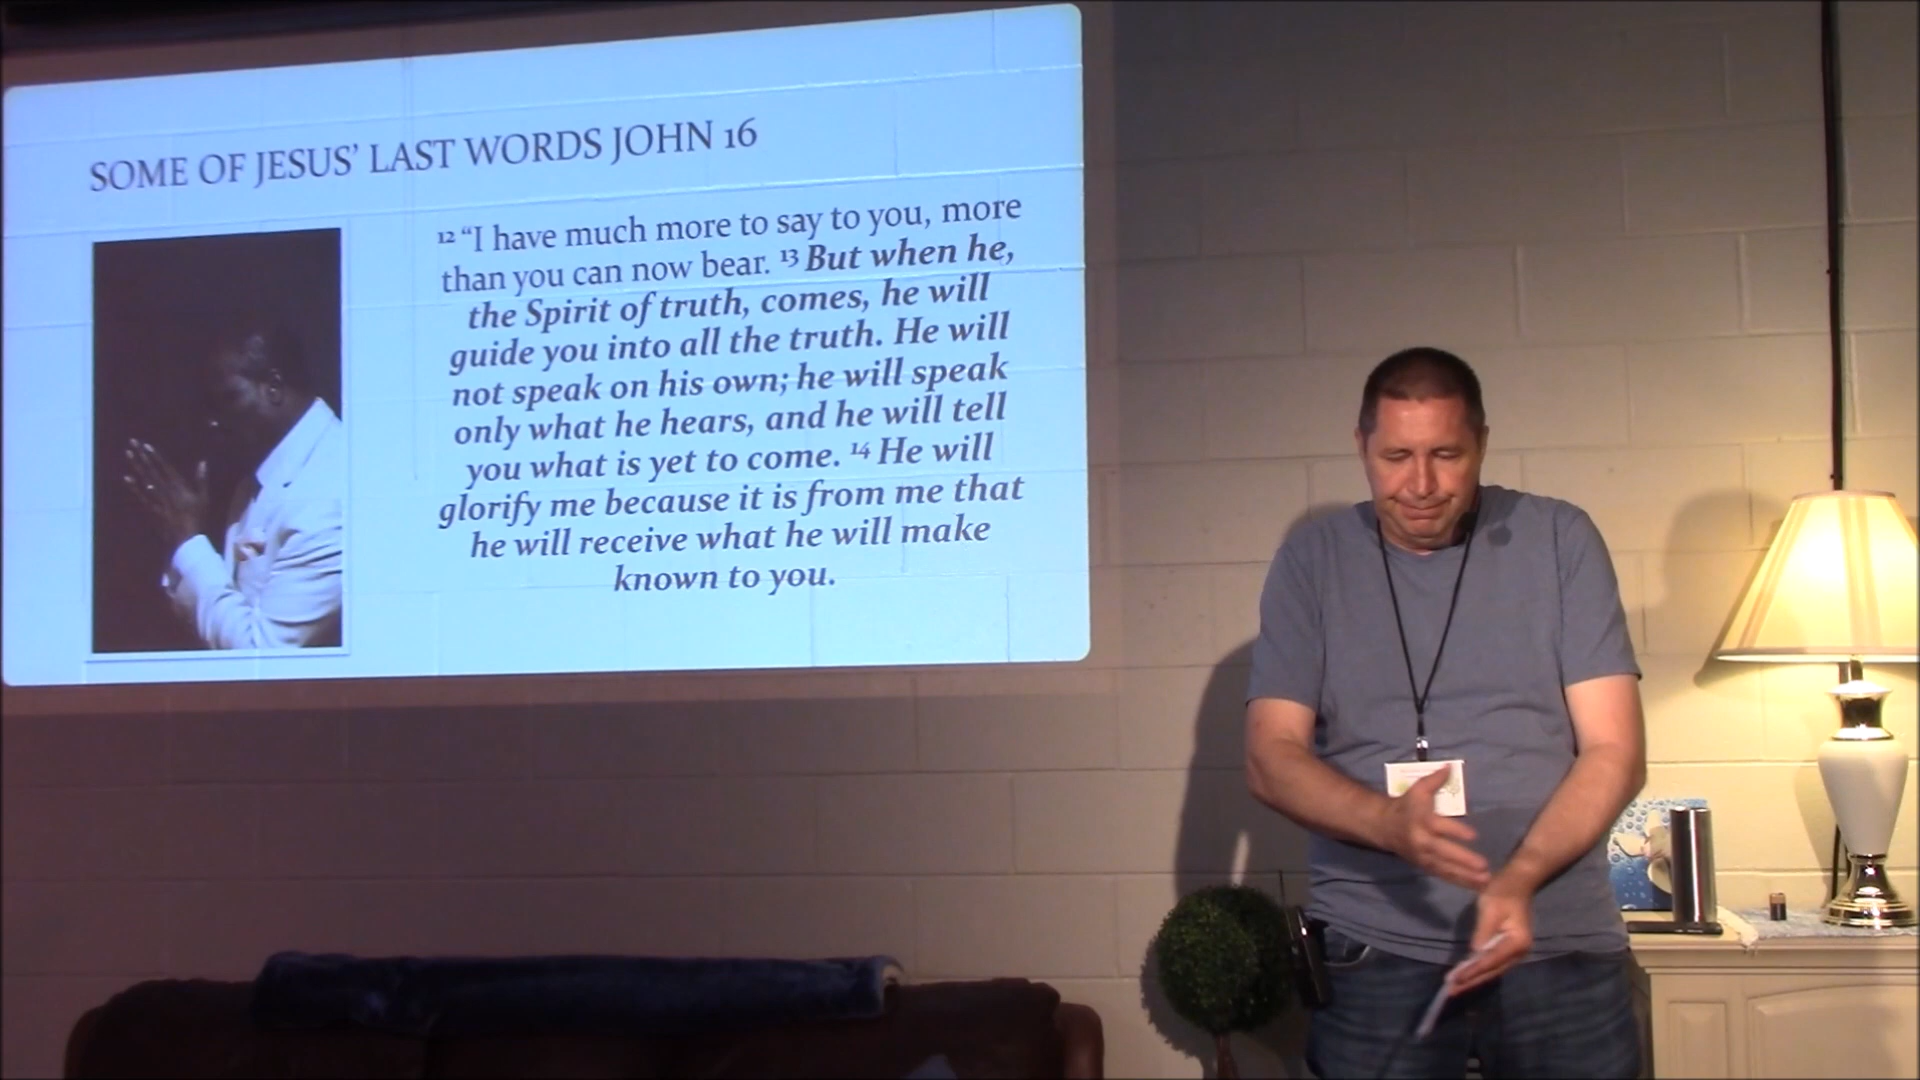 SOME OF JESUS’ LAST WORDS JOHN 16
¹² “I have much more to say to you, more
than you can now bear. ¹³ But when he,
the Spirit of truth, comes, he will
guide you into all the truth. He will
not speak on his own; he will speak
only what he hears, and he will tell
you what is yet to come. ¹⁴ He will
glorify me because it is from me that
he will receive what he will make
known to you.